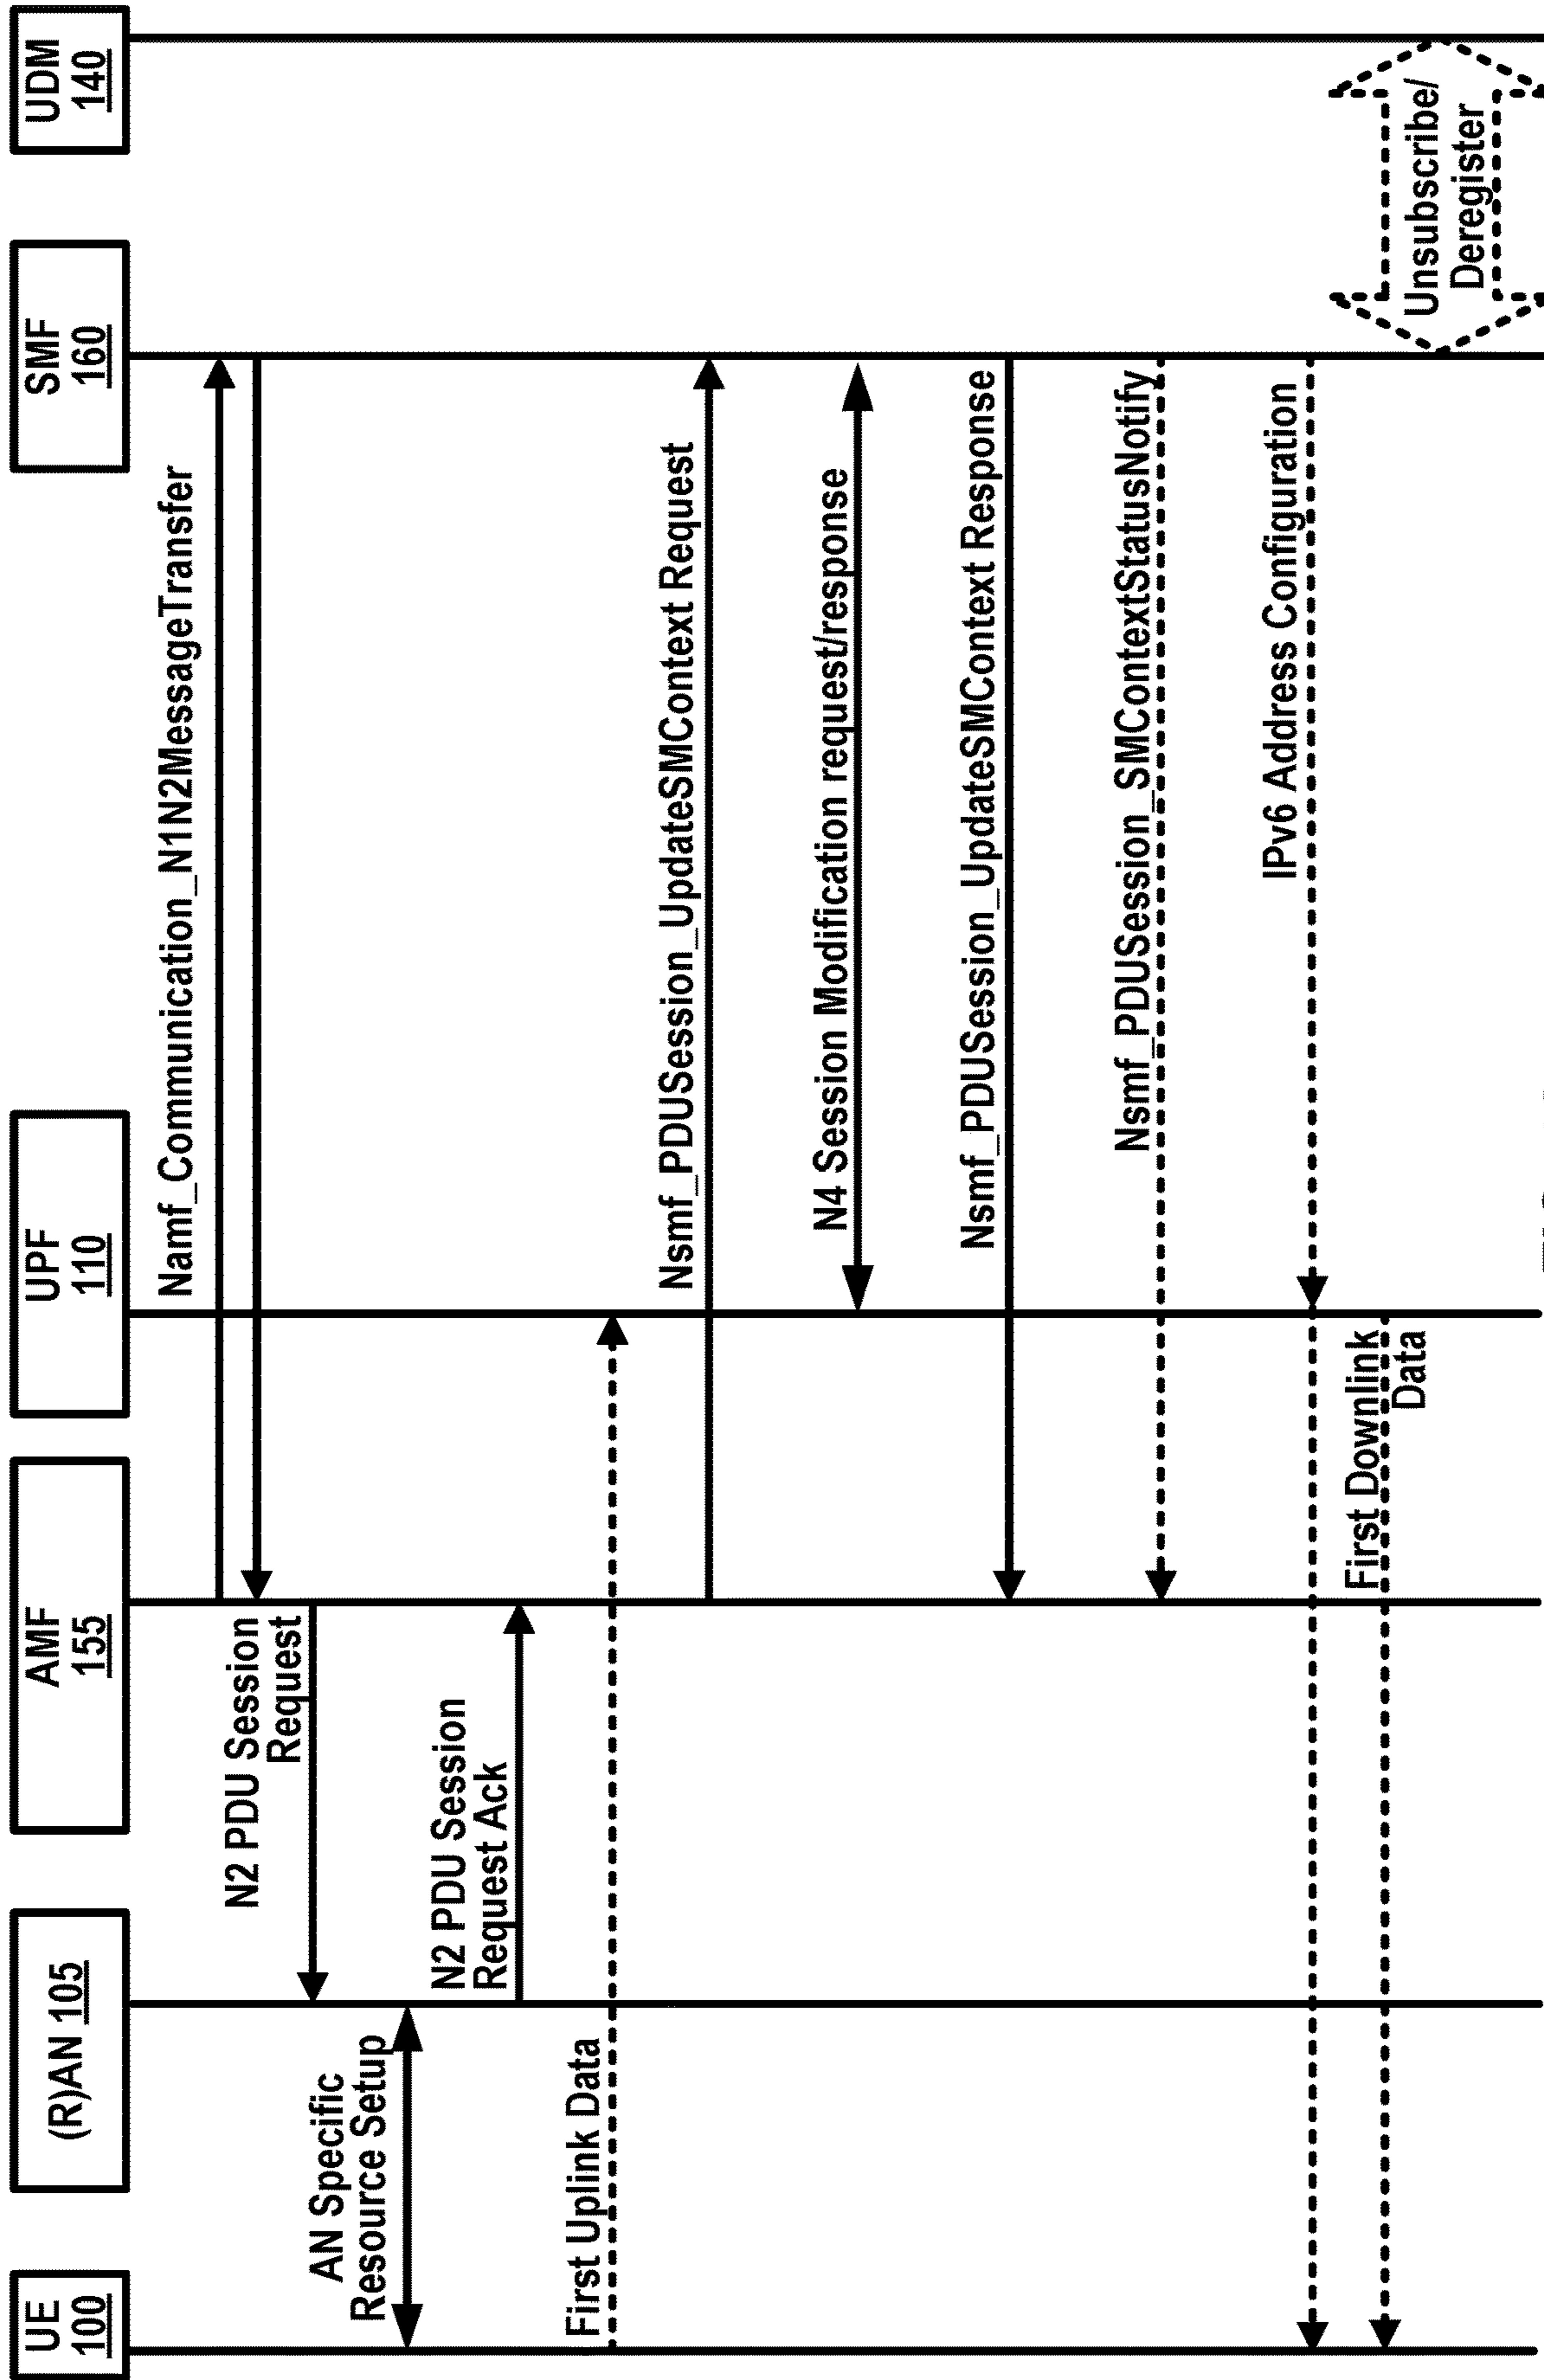 UE
100
(R)AN 105
AMF
155
UPF
110
SMF
160
UDM
140
Namf_Communication_N1N2MessageTransfer
N2 PDU Session
Request
AN Specific
Resource Setup
N2 PDU Session
Request Ack
First Uplink Data
Nsmf_PDUSession_UpdateSMContext Request
N4 Session Modification request/response
Nsmf_PDUSession_UpdateSMContext Response
Nsmf_PDUSession_SMContextStatusNotify
IPv6 Address Configuration
First Downlink
Data
Unsubscribe/
Deregister